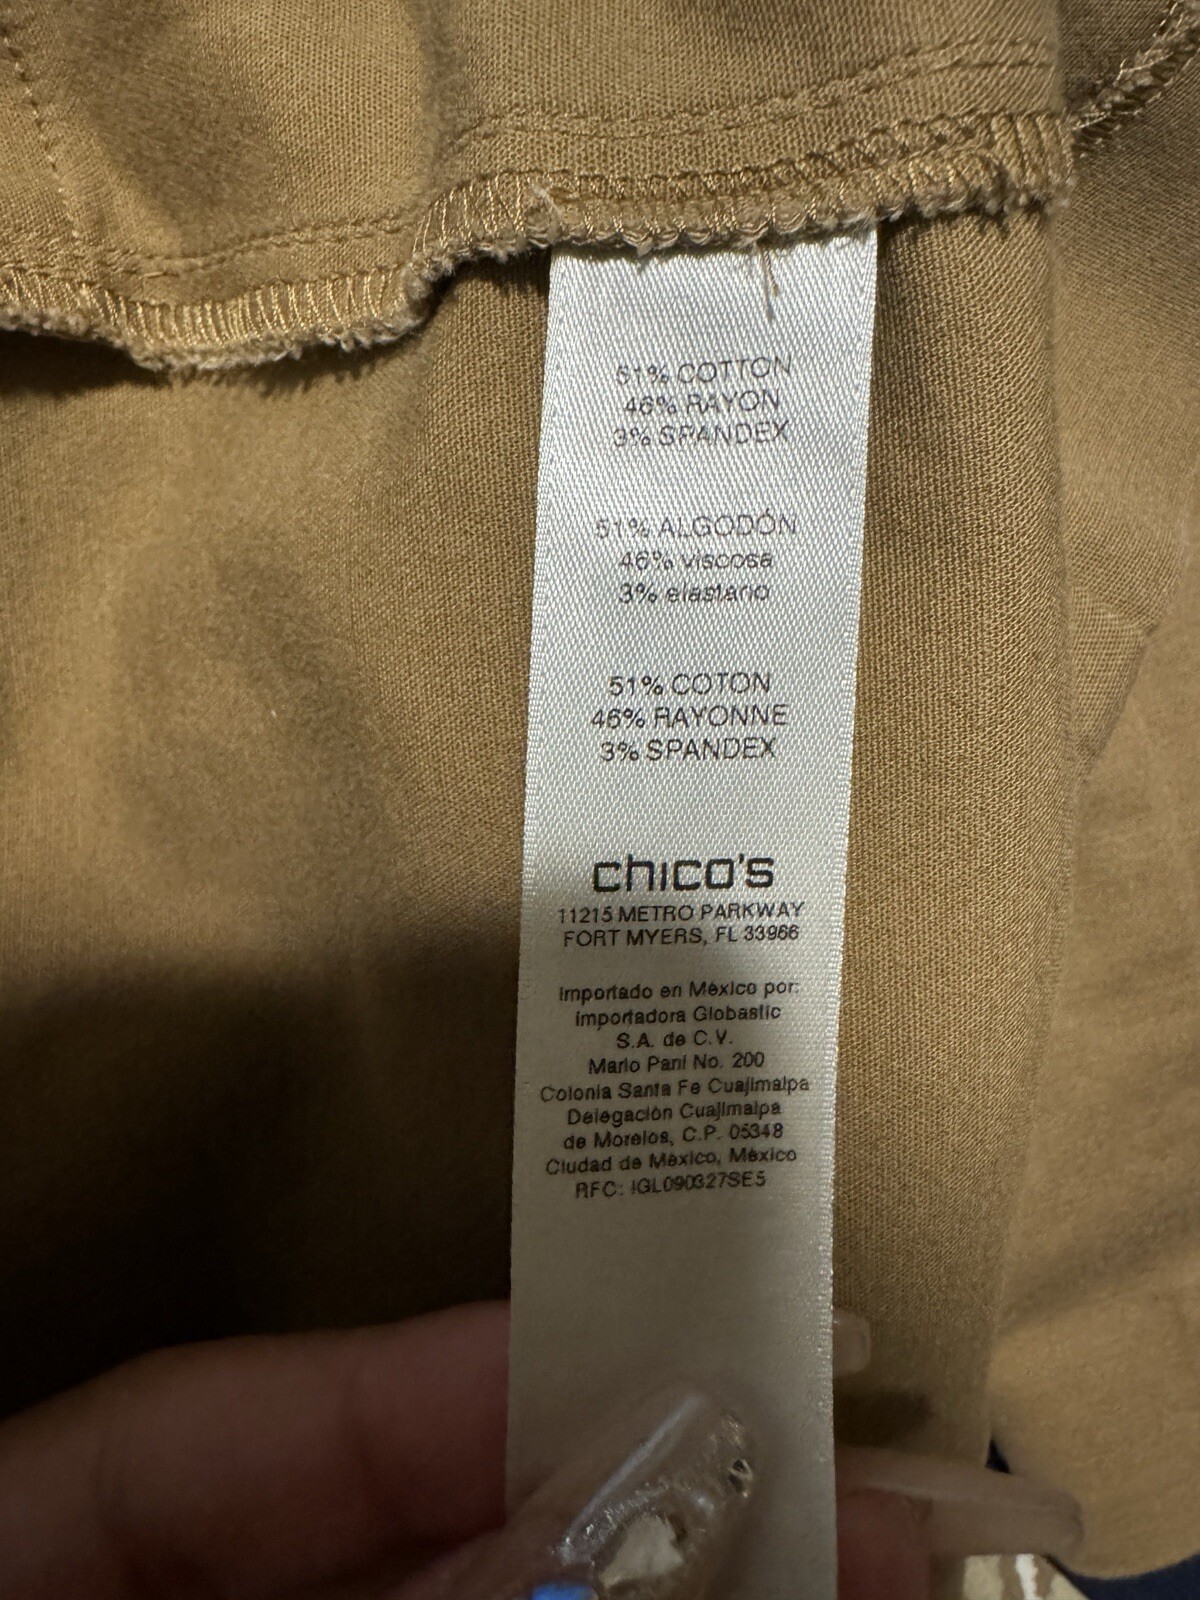 51% COTTON
46% RAYON
3% SPANDEX
51% ALGODÓN
46% viscosa
3% elastano
51% COTON
46% RAYONNE
3% SPANDEX
chico's
11215 METRO PARKWAY
FORT MYERS, FL 33966
Importado en México por:
Importadora Globastic
S.A. de C.V.
Mario Pani No. 200
Colonia Santa Fe Cuajimalpa
Delegación Cuajimalpa
de Morelos, C.P. 05348
Ciudad de México, México
RFC: IGL090327SE5